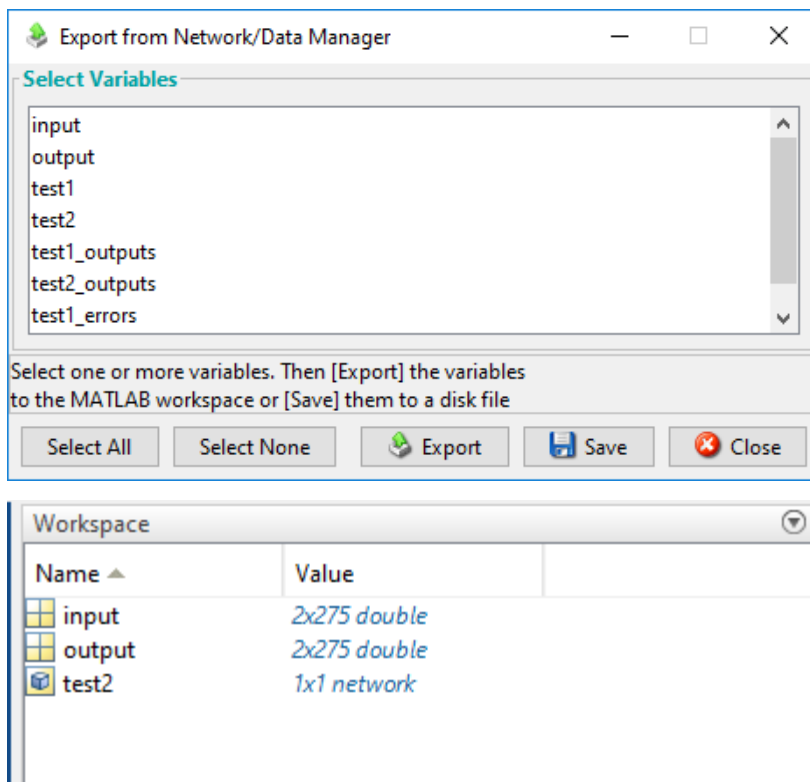 Export from Network/Data Manager
Select Variables
input
output
test1
test2
test1_outputs
test2_outputs
test1_errors
Select one or more variables. Then [Export] the variables
to the MATLAB workspace or [Save] them to a disk file
Select All Select None Export Save Close
Workspace
Name Value
input 2x275 double
output 2x275 double
test2 1x1 network